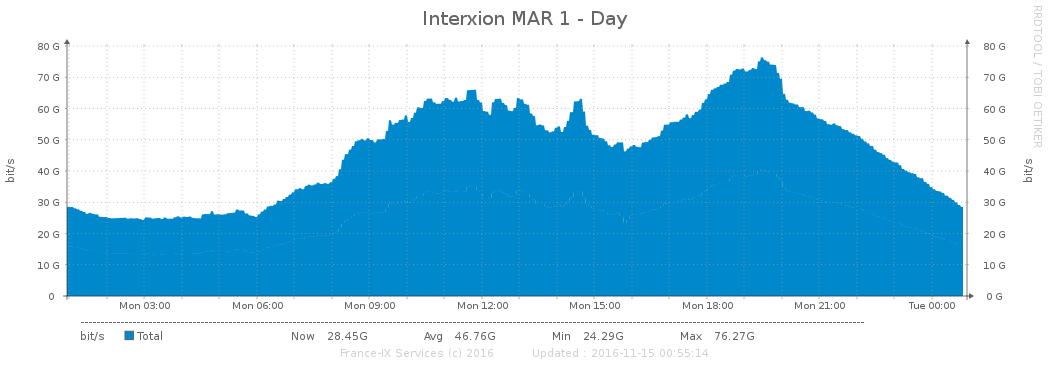 Interxion MAR 1 - Day
RRDTOOL / TOBI OETIKER
bit/s
80 G
70 G
60 G
50 G
40 G
30 G
20 G
10 G
0
80 G
70 G
60 G
50 G
40 G
30 G
20 G
10 G
0 G
bit/s
Mon 03:00 Mon 06:00 Mon 09:00 Mon 12:00 Mon 15:00 Mon 18:00 Mon 21:00 Tue 00:00
bit/s Total Now 28.45G Avg 46.76G Min 24.29G Max 76.27G
France-IX Services (c) 2016 Updated : 2016-11-15 00:55:14